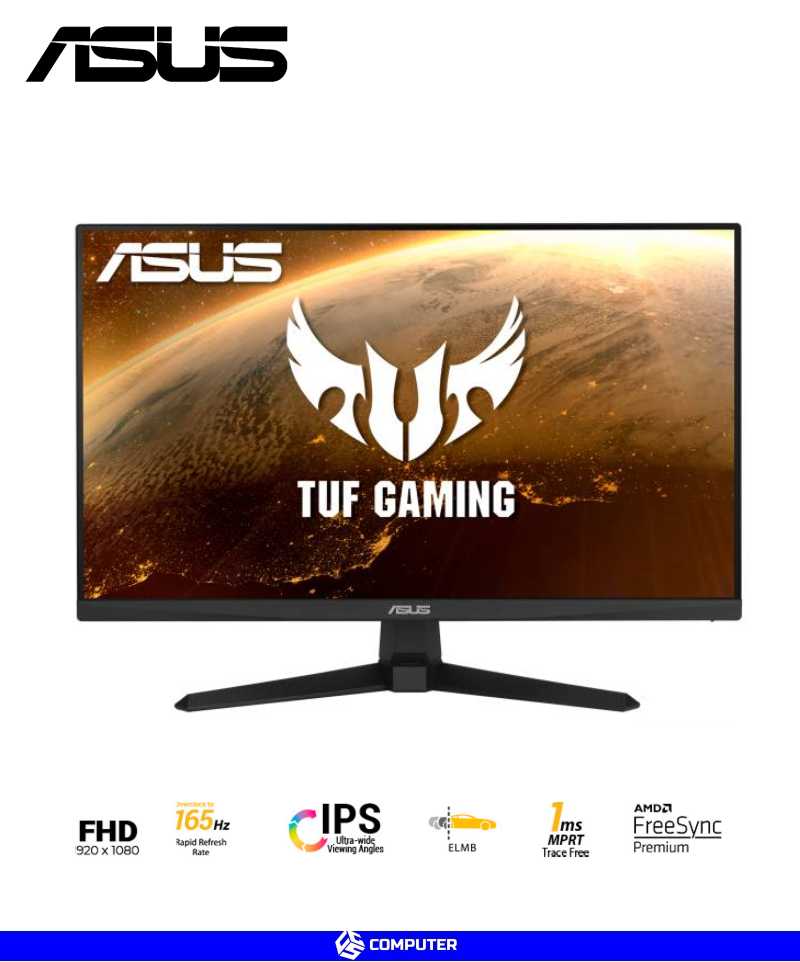 ASUS
ASUS
TUF GAMING
ASUS
FHD
920 x 1080
165Hz
Rapid Refresh
Rate
IPS
Ultra-wide
Viewing Angles
ELMB
1ms
MPRT
Trace Free
AMD
FreeSync
Premium
COMPUTER